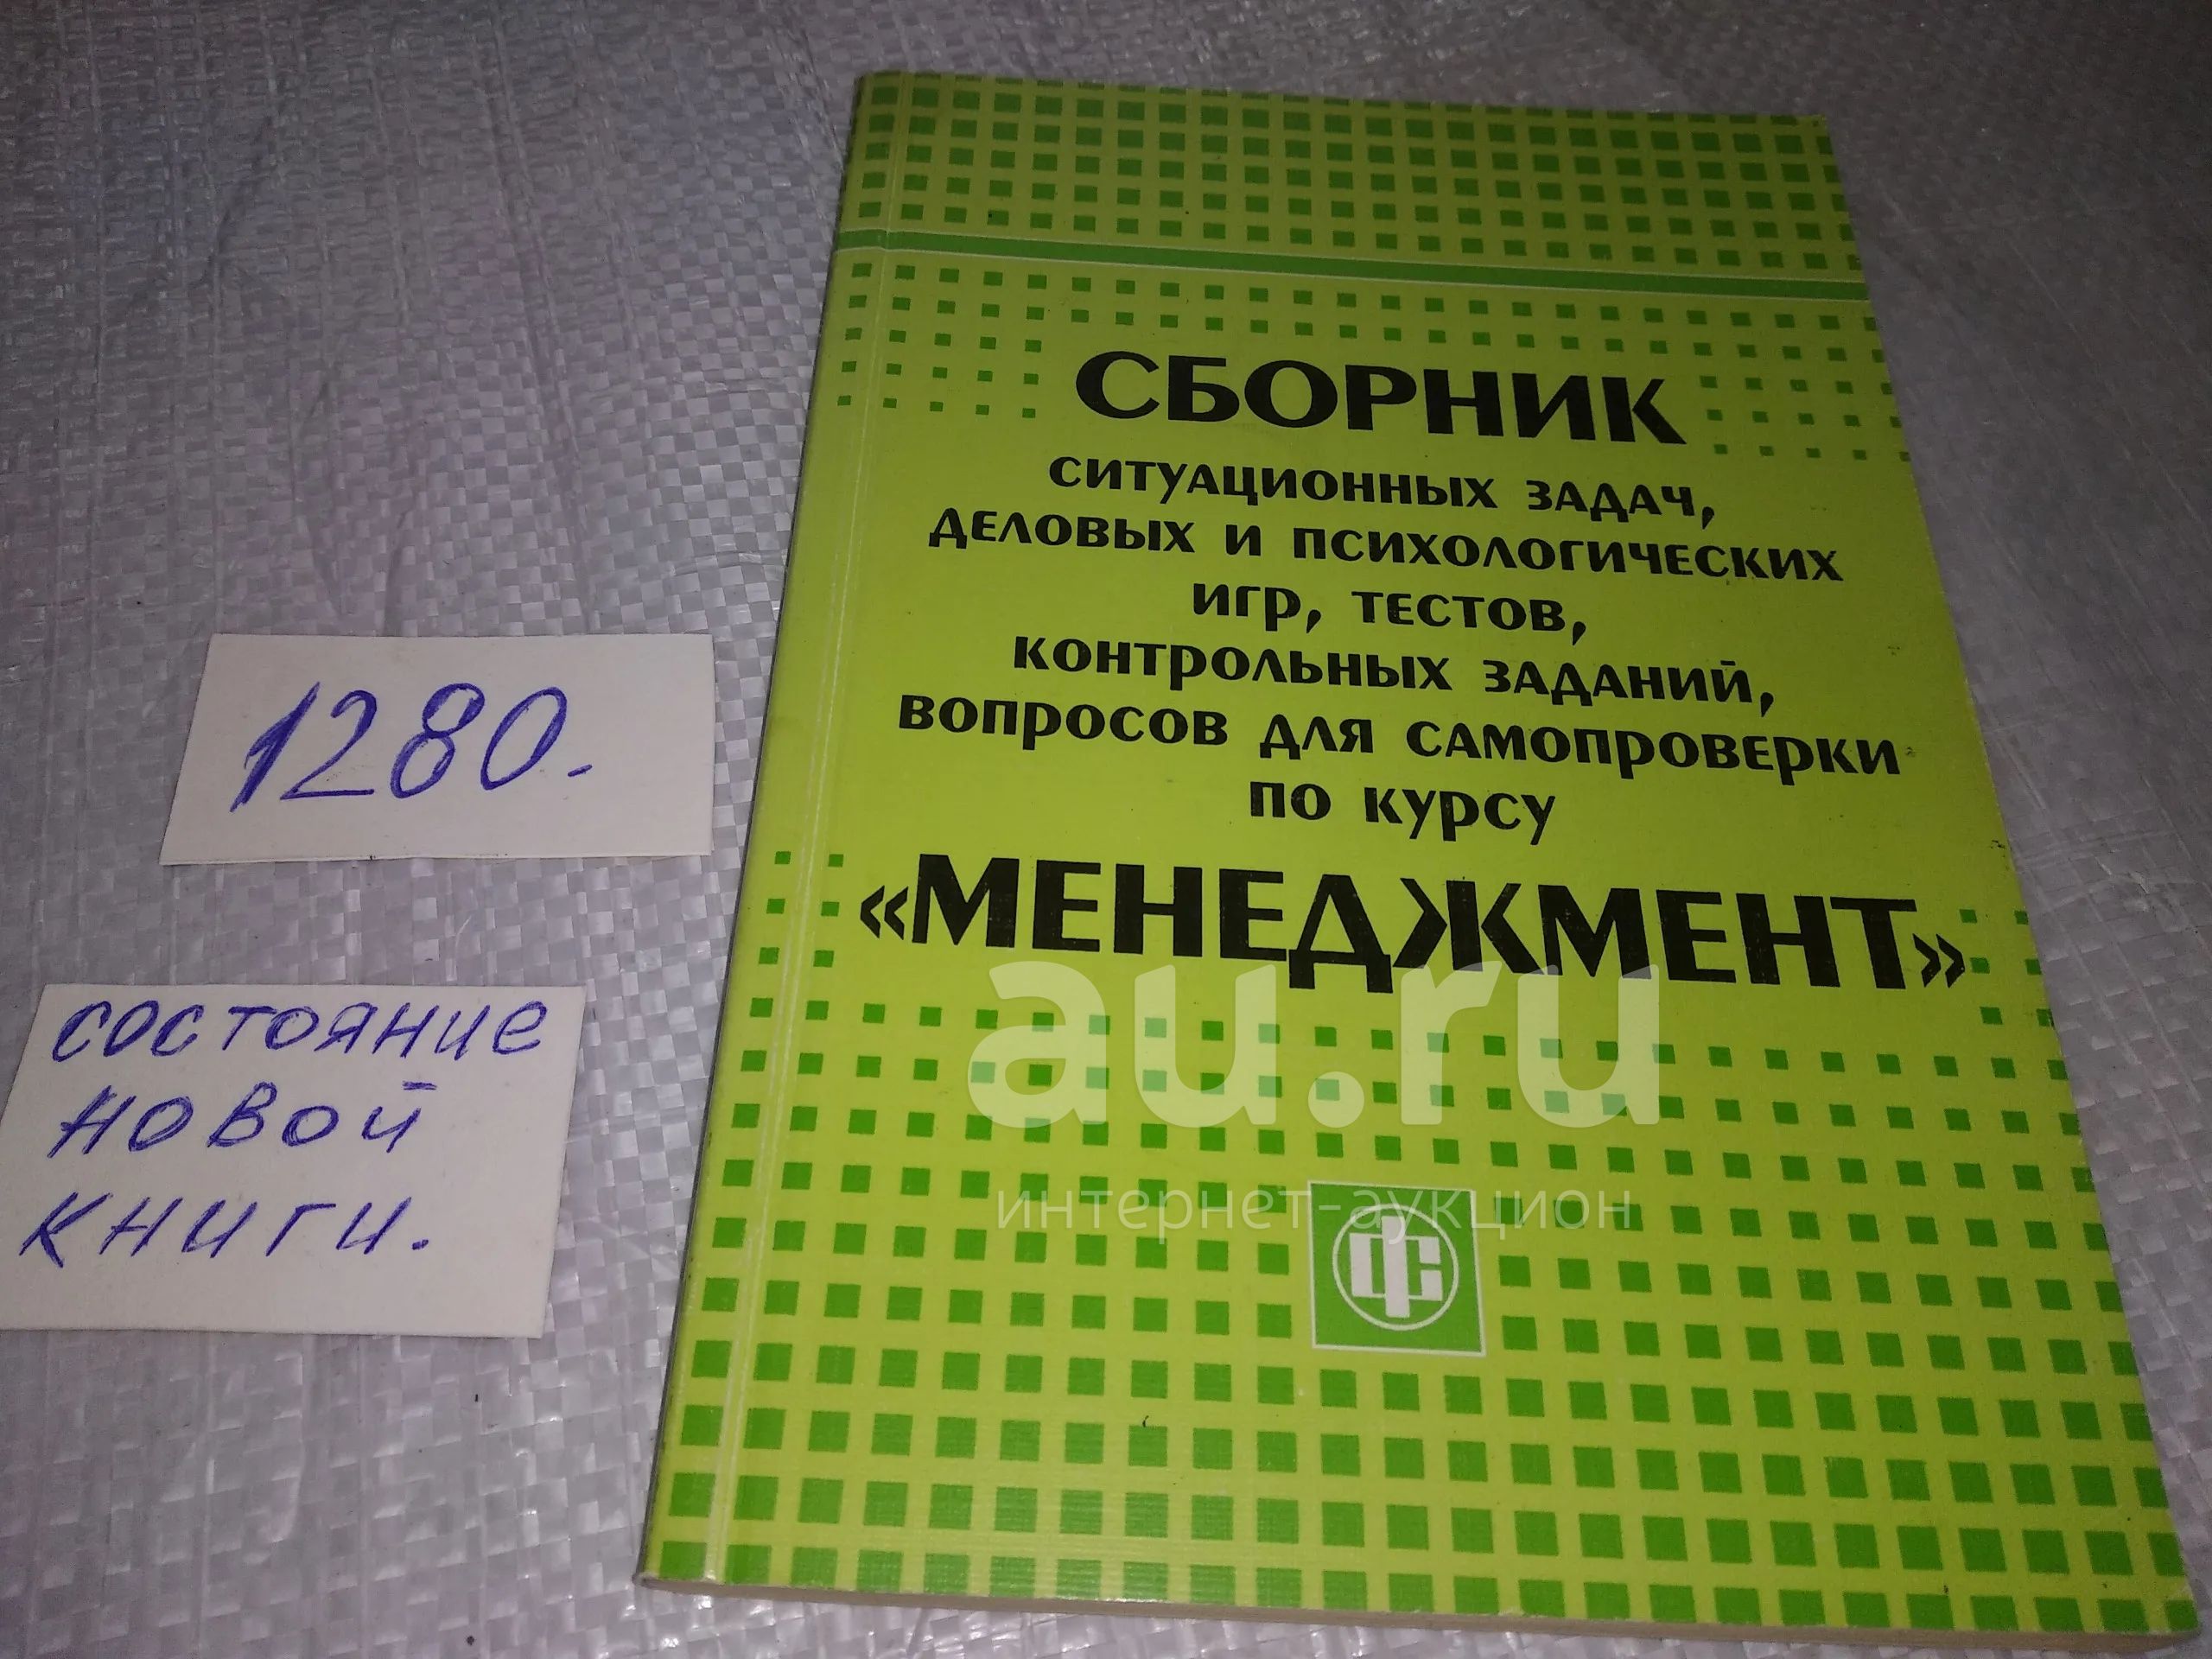 СБОРНИК
СИТУАЦИОННЫХ ЗАДАЧ,
ДЕЛОВЫХ И ПСИХОЛОГИЧЕСКИХ
ИГР, ТЕСТОВ,
КОНТРОЛЬНЫХ ЗАДАНИЙ,
ВОПРОСОВ ДЛЯ САМОПРОВЕРКИ
ПО КУРСУ
«МЕНЕДЖМЕНТ»
au.ru
интернет-аукцион
фс
1280.
состояние
новой
книги.